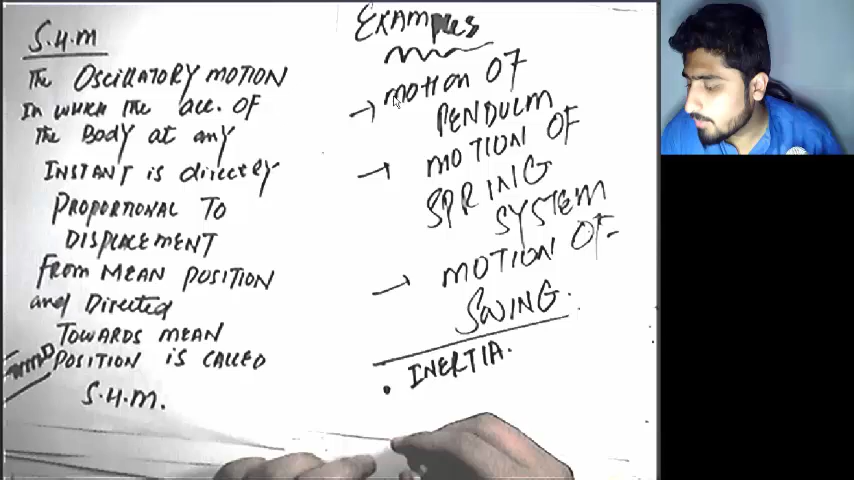 S.H.M
The OSCILLATORY MOTION
IN WHICH the acc. OF
the BODY at any
INSTANT is directly
PROPORTIONAL TO
DISPLACEMENT
FROM MEAN POSITION
and Directed
TOWARDS MEAN
POSITION is CALLED
S.H.M.
EXAMPLES
→ MOTION OF
PENDULM
→ MOTION OF
SPRING
SYSTEM
→ MOTION OF
SWING.
• INERTIA.